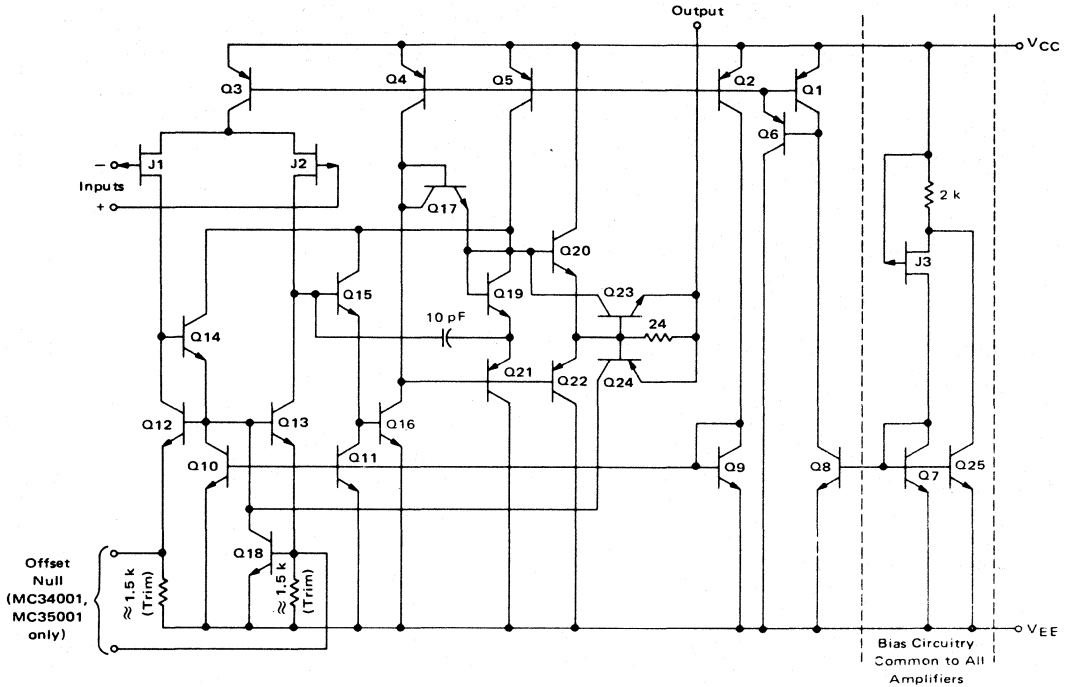 Output
VCC
Q3
Q4
Q5
Q2
Q1
Q6
−
J1
J2
Inputs
+
Q17
2 k
J3
Q20
Q15
Q19
Q23
10 pF
24
Q14
Q21
Q22
Q24
Q12
Q13
Q16
Q10
Q11
Q9
Q8
Q7
Q25
Q18
Offset
Null
(MC34001,
MC35001
only)
≈ 1.5 k
(Trim)
≈ 1.5 k
(Trim)
VEE
Bias Circuitry
Common to All
Amplifiers